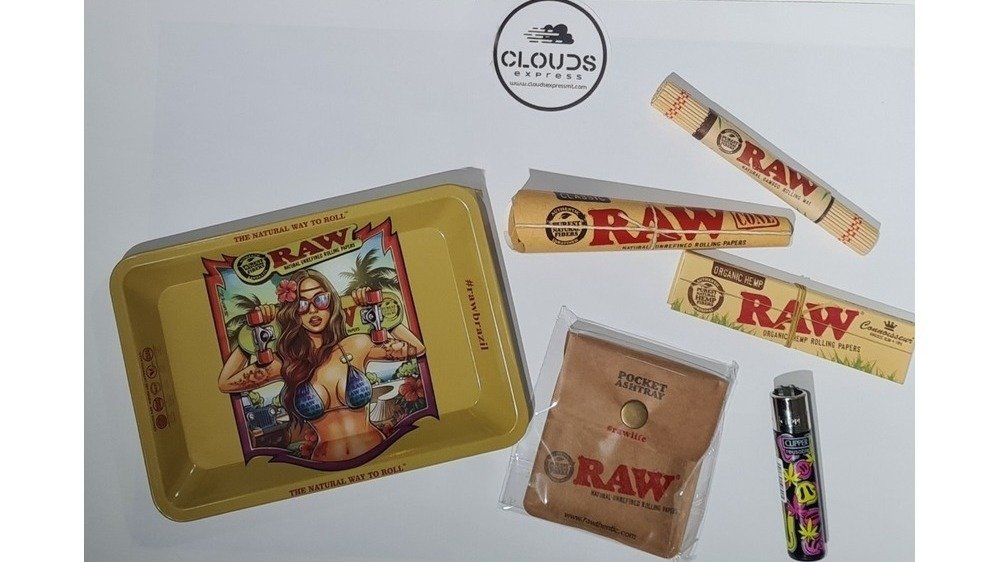 CLOUDS
express
www.cloudsexpressmt.com
RAW
NATURAL BAMBOO ROLLING MAT
CLASSIC
RAW
CONE
NATURAL UNREFINED ROLLING PAPERS
ORGANIC HEMP
RAW
ORGANIC HEMP ROLLING PAPERS
Connoisseur
THE NATURAL WAY TO ROLL
RAW
NATURAL UNREFINED ROLLING PAPERS
#rawbrazil
THE NATURAL WAY TO ROLL
POCKET
ASHTRAY
#rawlife
RAW
NATURAL UNREFINED ROLLING PAPERS
www.rawthentic.com
CLIPPER